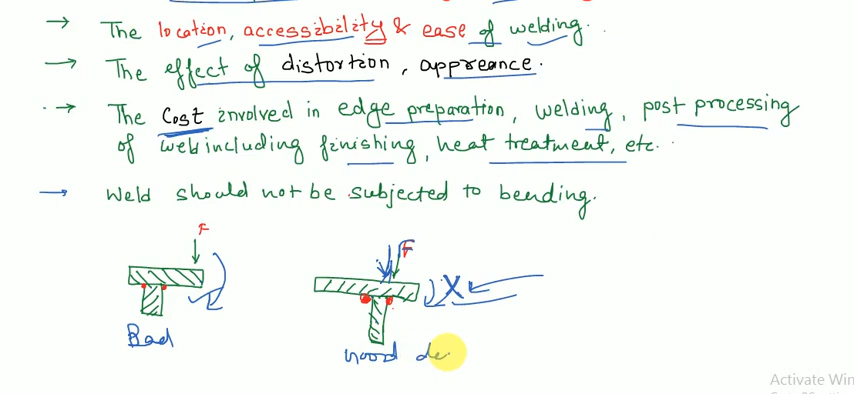 → The location, accessibility & ease of welding.
→ The effect of distortion, appreance.
→ The Cost involved in edge preparation, welding, post processing
of web including finishing, heat treatment, etc.
→ Weld should not be subjected to bending.
F
F
X
Bad
Good de
Activate Win